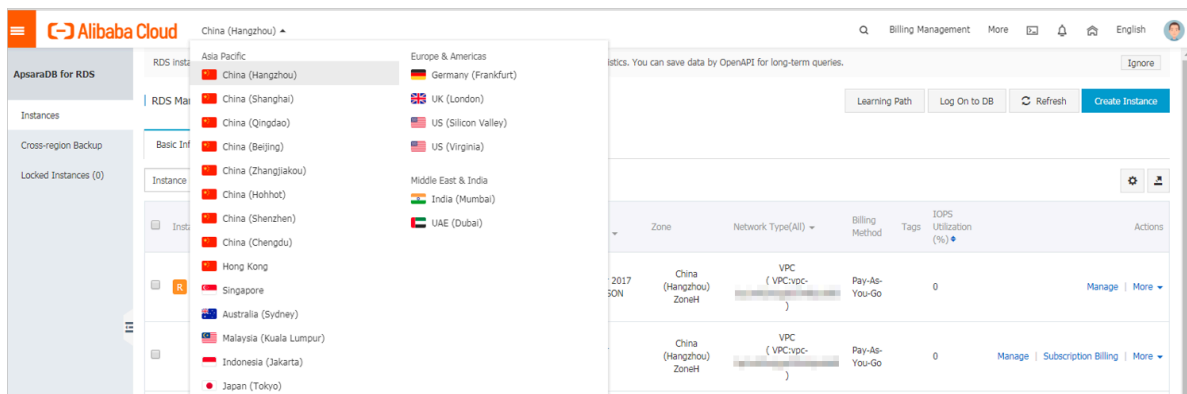 Alibaba Cloud
China (Hangzhou)
Billing Management
More
English
ApsaraDB for RDS
Instances
Cross-region Backup
Locked Instances (0)
RDS insta
istics. You can save data by OpenAPI for long-term queries.
Ignore
RDS Mar
Learning Path
Log On to DB
Refresh
Create Instance
Basic Inf
Instance
Asia Pacific
China (Hangzhou)
China (Shanghai)
China (Qingdao)
China (Beijing)
China (Zhangjiakou)
China (Hohhot)
China (Shenzhen)
China (Chengdu)
Hong Kong
Singapore
Australia (Sydney)
Malaysia (Kuala Lumpur)
Indonesia (Jakarta)
Japan (Tokyo)
Europe & Americas
Germany (Frankfurt)
UK (London)
US (Silicon Valley)
US (Virginia)
Middle East & India
India (Mumbai)
UAE (Dubai)
Insta
Zone
Network Type(All)
Billing
Method
Tags
IOPS
Utilization
(%)
Actions
R
2017
SON
China
(Hangzhou)
ZoneH
VPC
( VPC:vpc-
)
Pay-As-
You-Go
0
Manage | More
China
(Hangzhou)
ZoneH
VPC
( VPC:vpc-
)
Pay-As-
You-Go
0
Manage | Subscription Billing | More